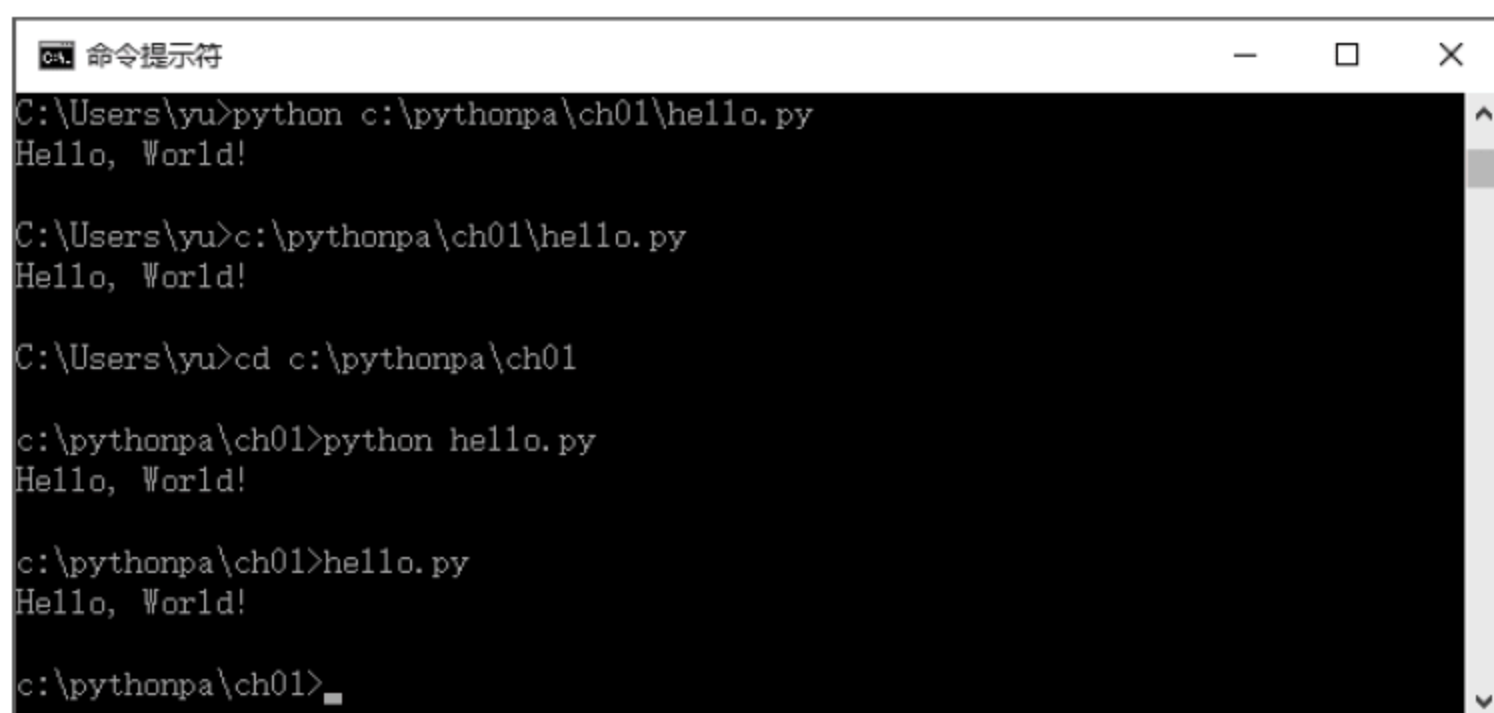 命令提示符
C:\Users\yu>python c:\pythonpa\ch01\hello.py
Hello, World!
C:\Users\yu>c:\pythonpa\ch01\hello.py
Hello, World!
C:\Users\yu>cd c:\pythonpa\ch01
c:\pythonpa\ch01>python hello.py
Hello, World!
c:\pythonpa\ch01>hello.py
Hello, World!
c:\pythonpa\ch01>